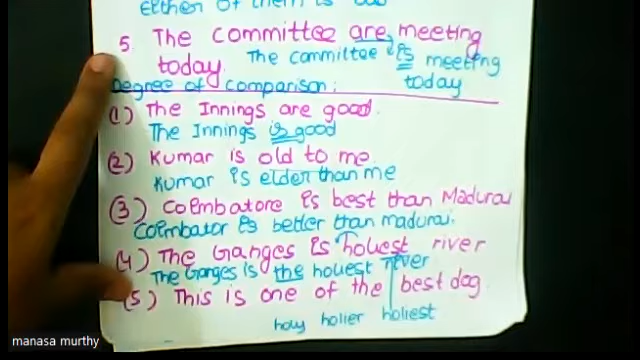 either of them is
5. The committee are meeting today.
The committee is meeting today
Degree of comparison:
(1) The Innings are good.
The Innings is good
(2) Kumar is old to me
Kumar is elder than me
(3) Coimbatore is best than Madurai
Coimbator is better than madurai.
(4) The Ganges is holiest river
The Ganges is the holiest river
(5) This is one of the best dog.
holy holier holiest
manasa murthy